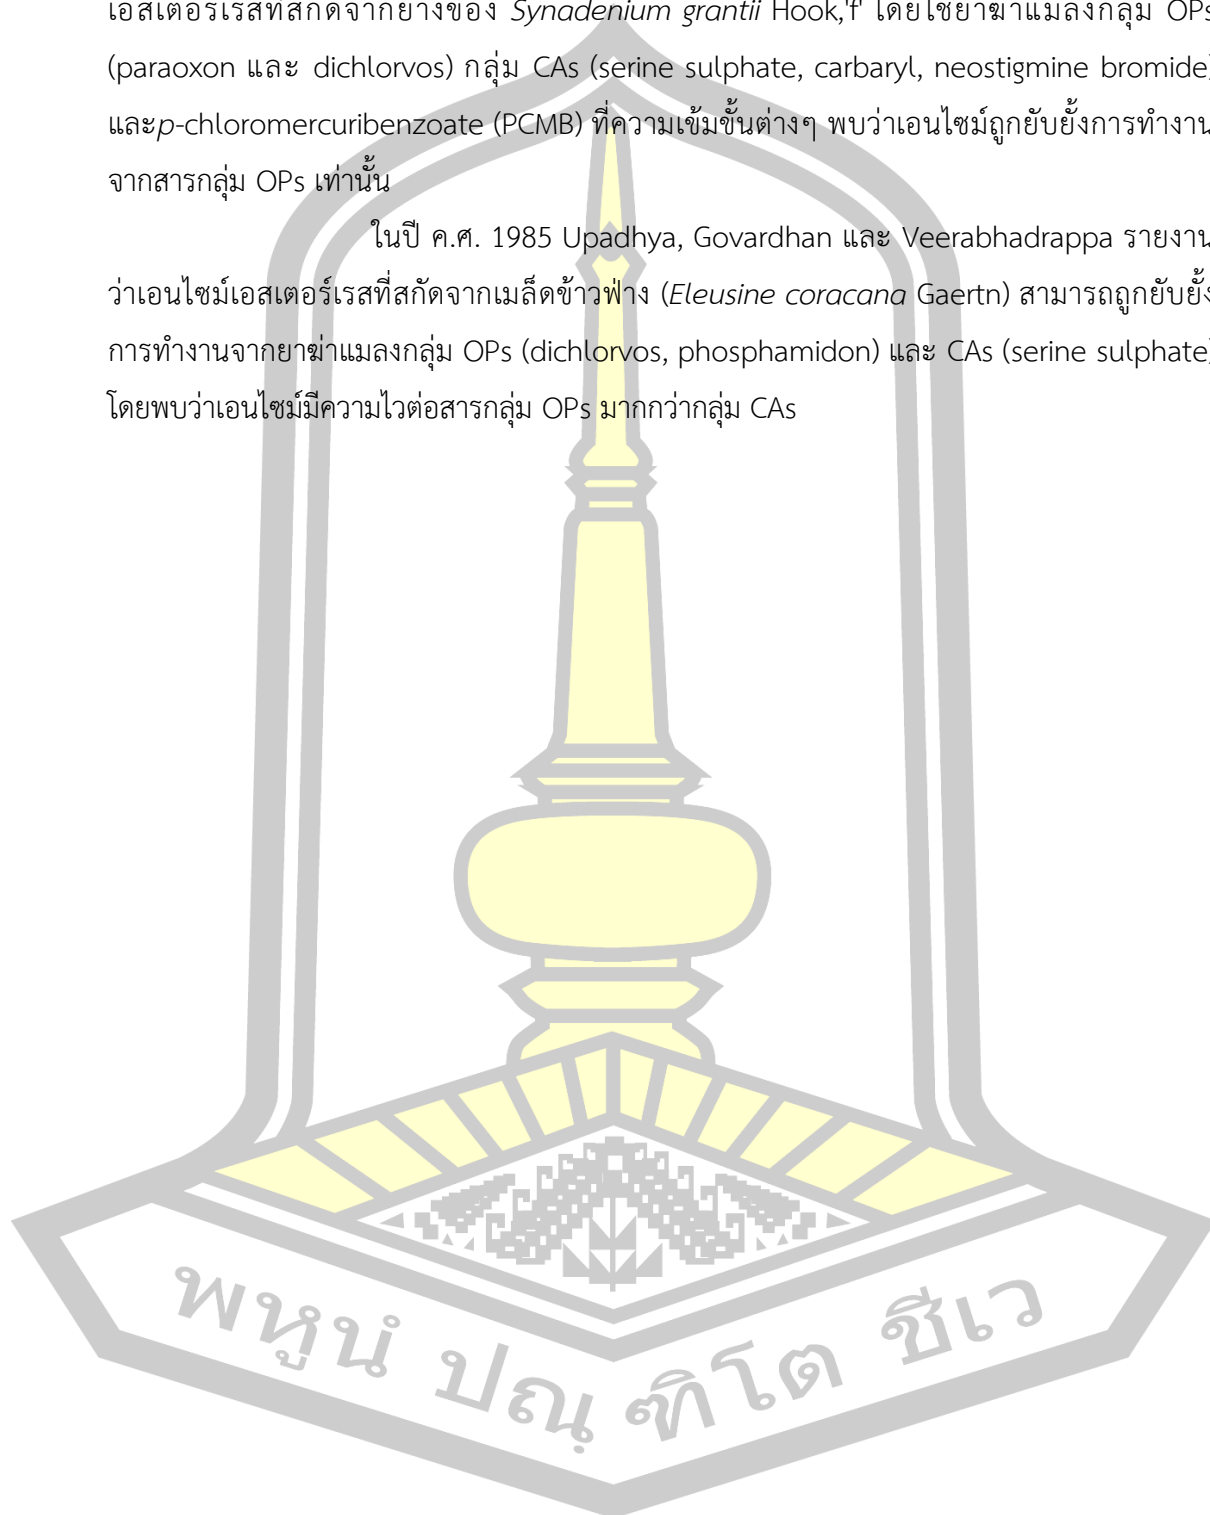 เอสเตอร์เรสที่สกัดจากยางของ Synadenium grantii Hook,'f' โดยใช้ยาฆ่าแมลงกลุ่ม OPs
(paraoxon และ dichlorvos) กลุ่ม CAs (serine sulphate, carbaryl, neostigmine bromide)
และp-chloromercuribenzoate (PCMB) ที่ความเข้มข้นต่างๆ พบว่าเอนไซม์ถูกยับยั้งการทำงาน
จากสารกลุ่ม OPs เท่านั้น
ในปี ค.ศ. 1985 Upadhya, Govardhan และ Veerabhadrappa รายงาน
ว่าเอนไซม์เอสเตอร์เรสที่สกัดจากเมล็ดข้าวฟ่าง (Eleusine coracana Gaertn) สามารถถูกยับยั้ง
การทำงานจากยาฆ่าแมลงกลุ่ม OPs (dichlorvos, phosphamidon) และ CAs (serine sulphate)
โดยพบว่าเอนไซม์มีความไวต่อสารกลุ่ม OPs มากกว่ากลุ่ม CAs
พหูนํ ปณฺฑิโต ชีเว